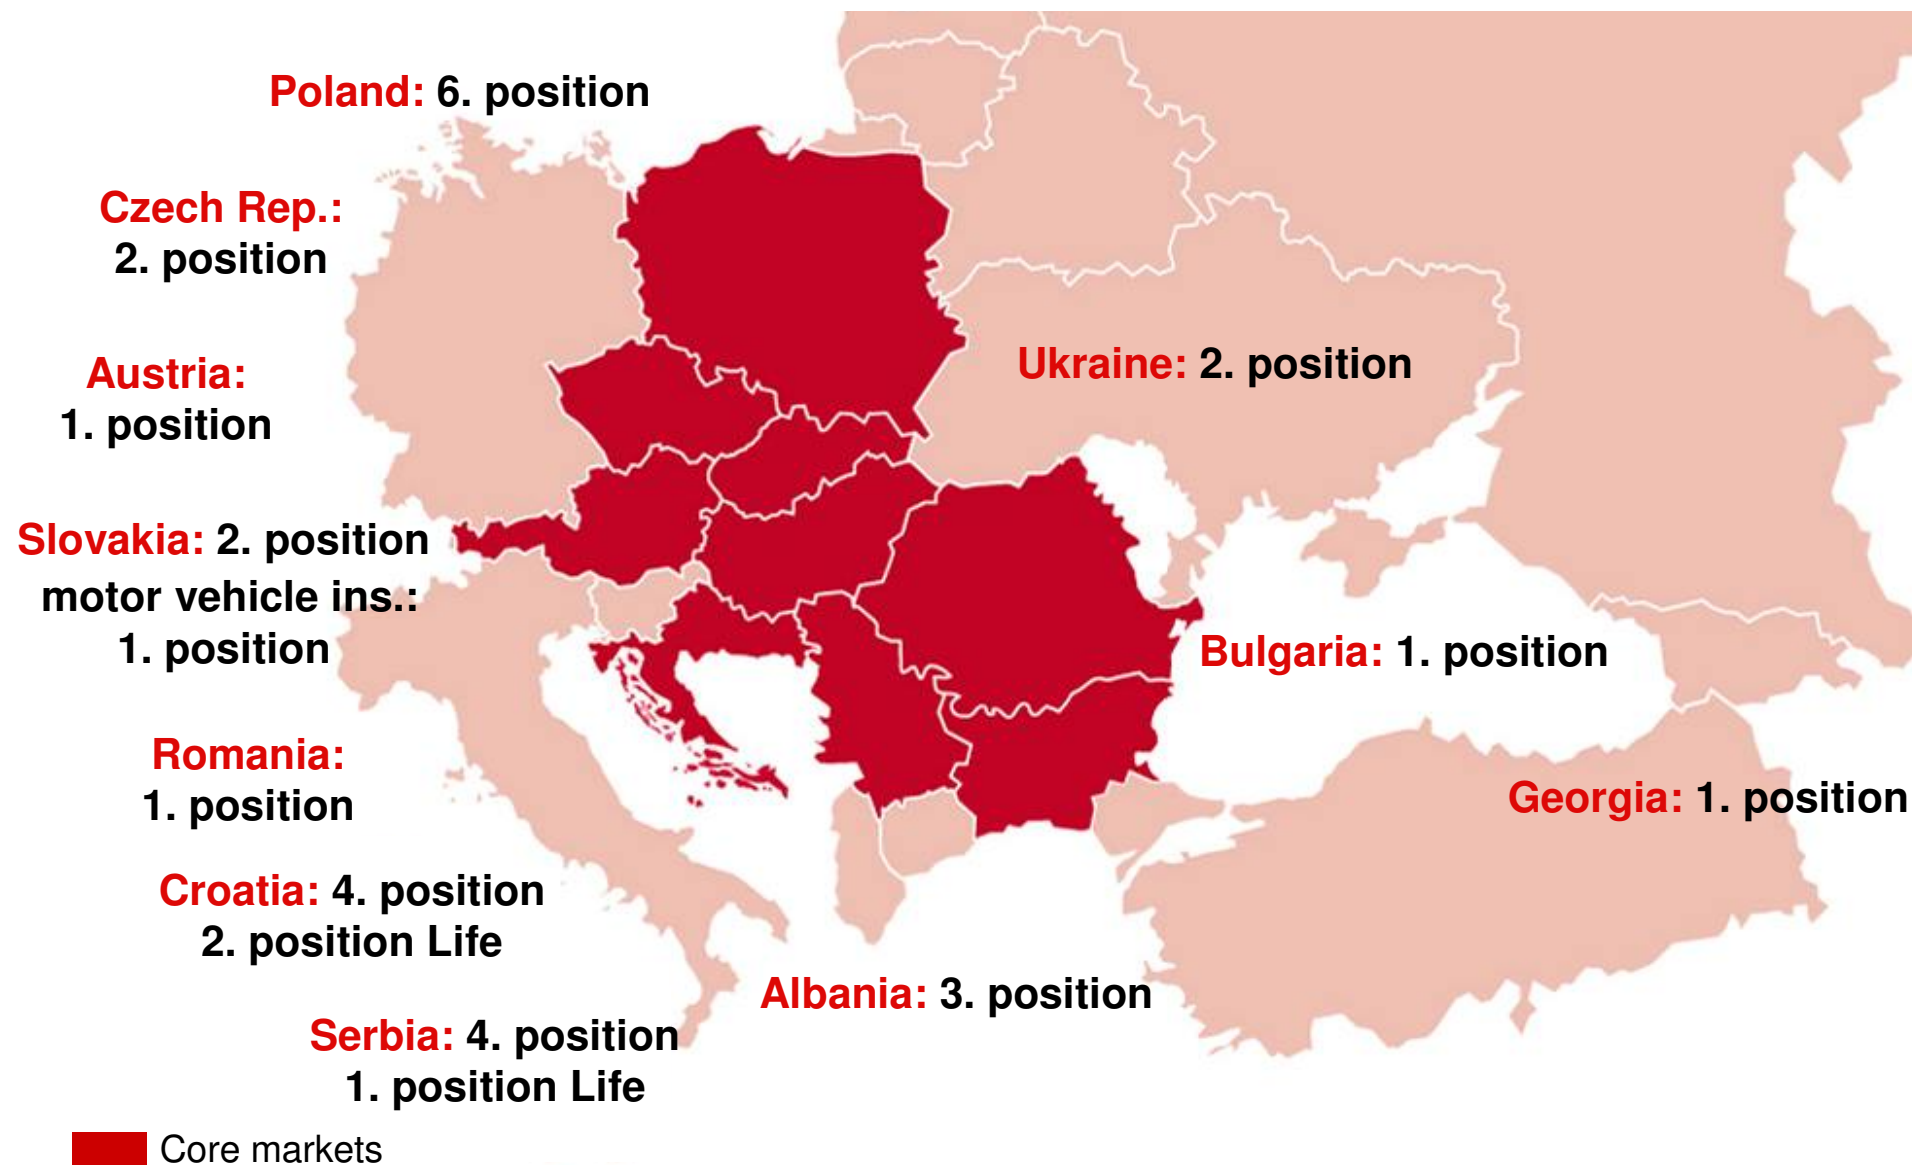 Poland: 6. position
Czech Rep.:
2. position
Austria:
1. position
Ukraine: 2. position
Slovakia: 2. position
motor vehicle ins.:
1. position
Bulgaria: 1. position
Romania:
1. position
Georgia: 1. position
Croatia: 4. position
2. position Life
Albania: 3. position
Serbia: 4. position
1. position Life
Core markets